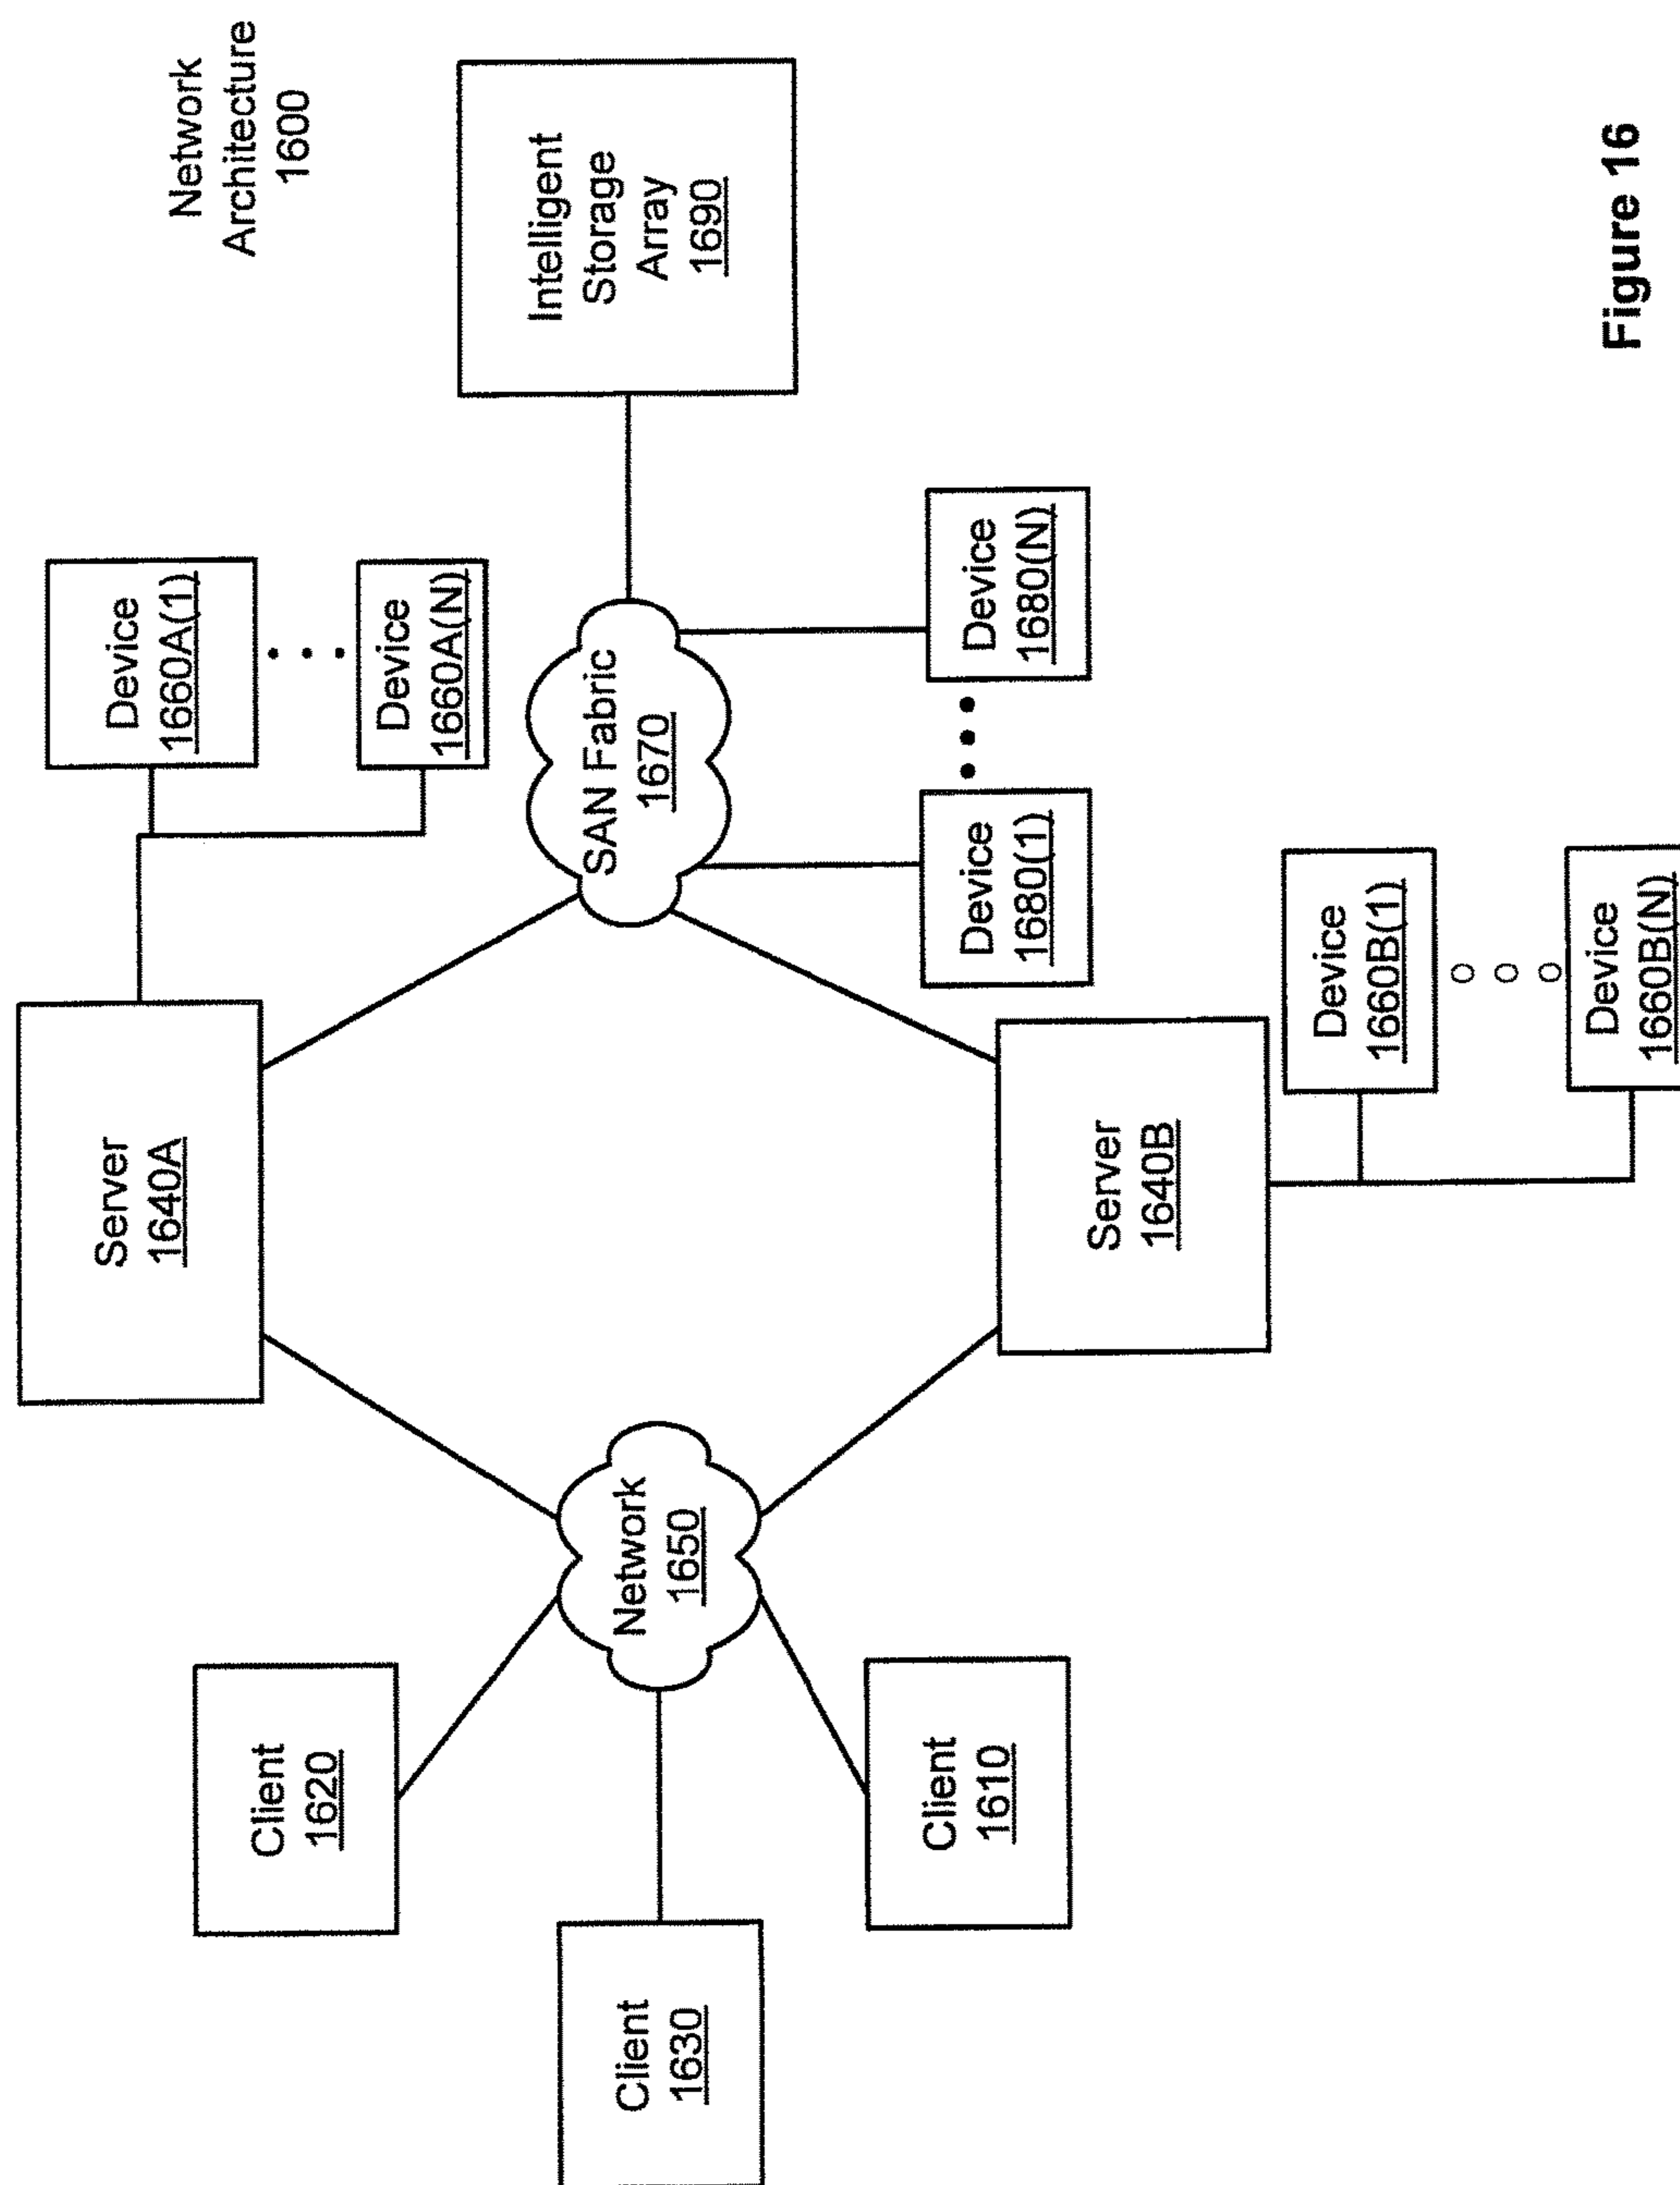 Network
Architecture
1600
Device
1660A(1)
Device
1660A(N)
Server
1640A
Intelligent
Storage
Array
1690
SAN Fabric
1670
Device
1680(1)
Device
1680(N)
Client
1620
Network
1650
Client
1630
Client
1610
Server
1640B
Device
1660B(1)
Device
1660B(N)
Figure 16